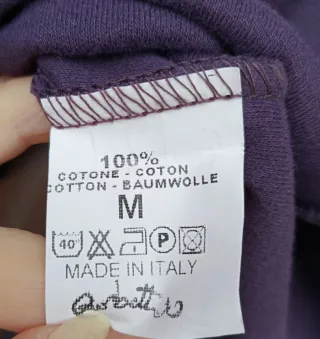 100%
COTONE - COTON
COTTON - BAUMWOLLE
M
40° P
MADE IN ITALY